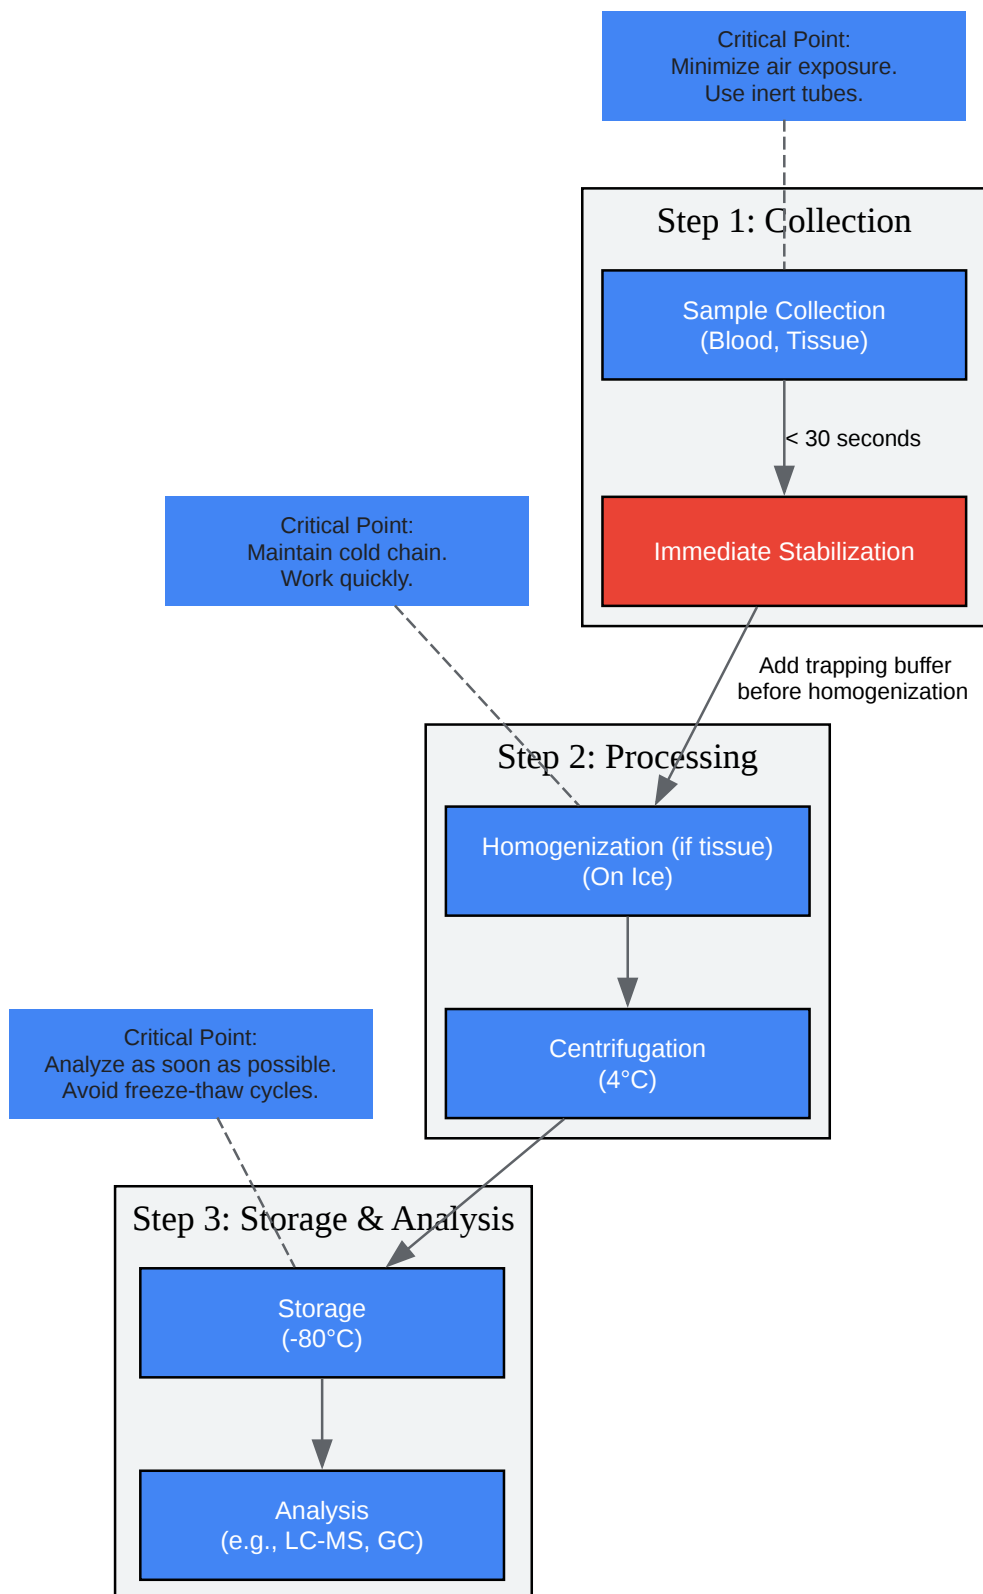 Critical Point:
Minimize air exposure.
Use inert tubes.
Step 1: Collection
Sample Collection
(Blood, Tissue)
< 30 seconds
Immediate Stabilization
Critical Point:
Maintain cold chain.
Work quickly.
Add trapping buffer
before homogenization
Step 2: Processing
Homogenization (if tissue)
(On Ice)
Centrifugation
(4°C)
Critical Point:
Analyze as soon as possible.
Avoid freeze-thaw cycles.
Step 3: Storage & Analysis
Storage
(-80°C)
Analysis
(e.g., LC-MS, GC)